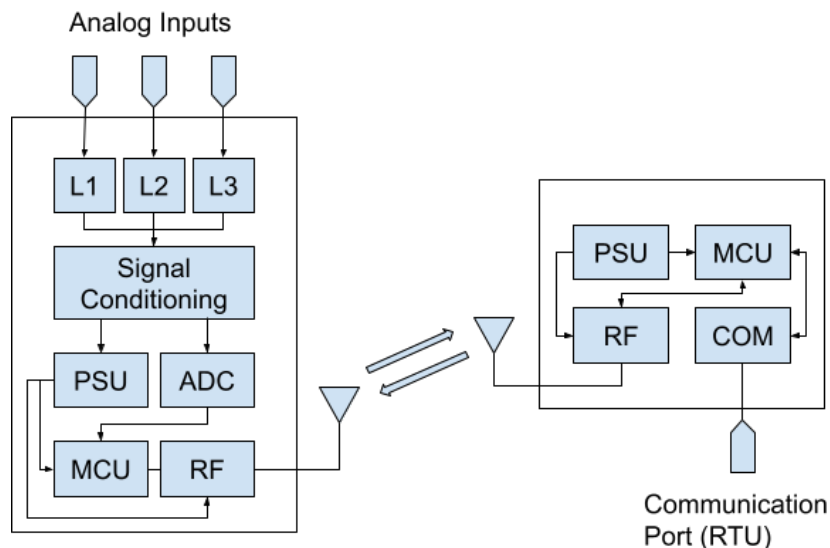 Analog Inputs
L1 L2 L3
Signal
Conditioning
PSU ADC
MCU RF
PSU MCU
RF COM
Communication
Port (RTU)